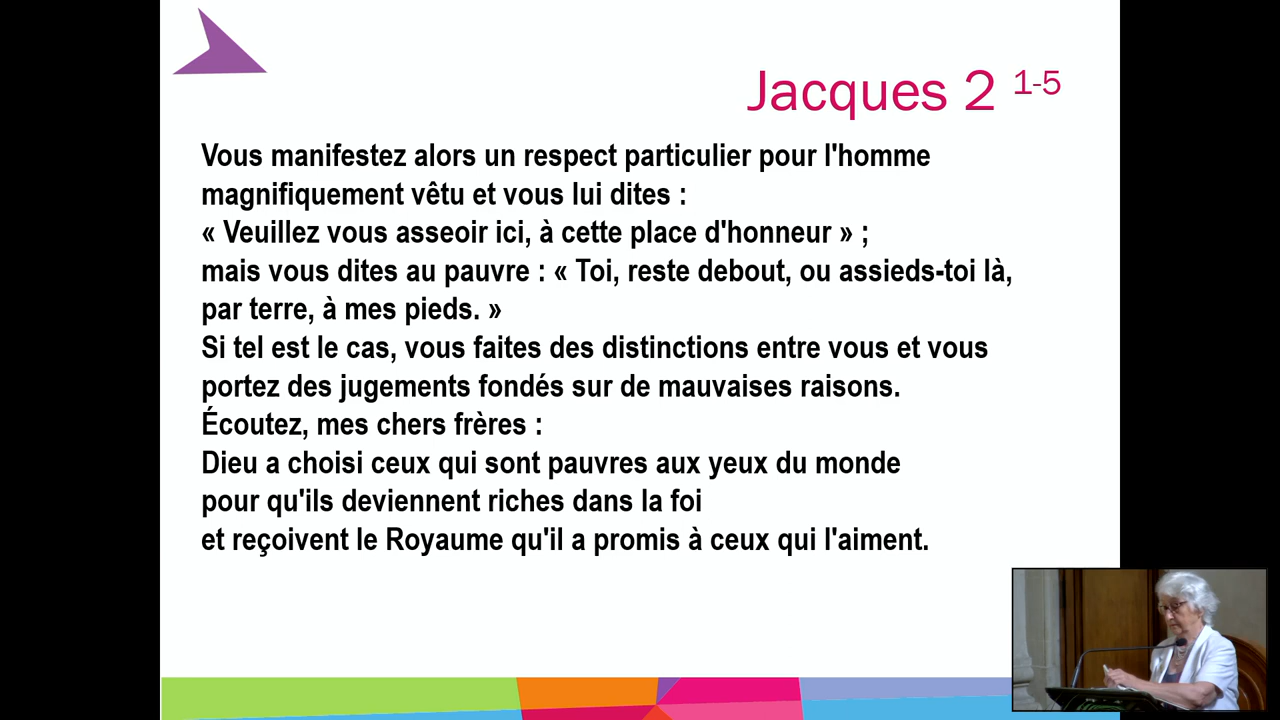 Jacques 2 1-5
Vous manifestez alors un respect particulier pour l'homme
magnifiquement vêtu et vous lui dites :
« Veuillez vous asseoir ici, à cette place d'honneur » ;
mais vous dites au pauvre : « Toi, reste debout, ou assieds-toi là,
par terre, à mes pieds. »
Si tel est le cas, vous faites des distinctions entre vous et vous
portez des jugements fondés sur de mauvaises raisons.
Écoutez, mes chers frères :
Dieu a choisi ceux qui sont pauvres aux yeux du monde
pour qu'ils deviennent riches dans la foi
et reçoivent le Royaume qu'il a promis à ceux qui l'aiment.